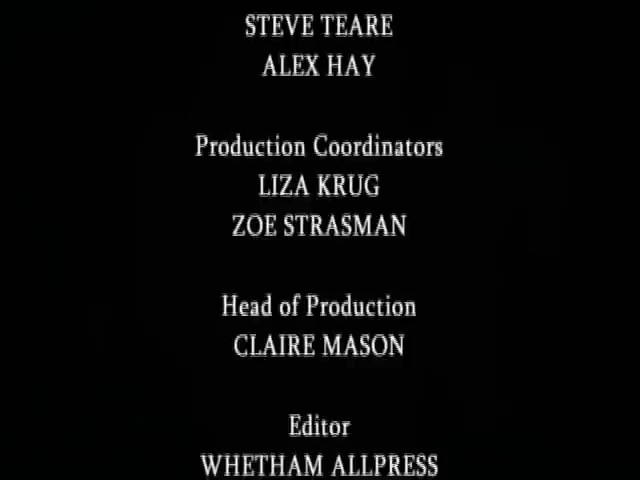 STEVE TEARE
ALEX HAY
Production Coordinators
LIZA KRUG
ZOE STRASMAN
Head of Production
CLAIRE MASON
Editor
WHETHAM ALLPRESS